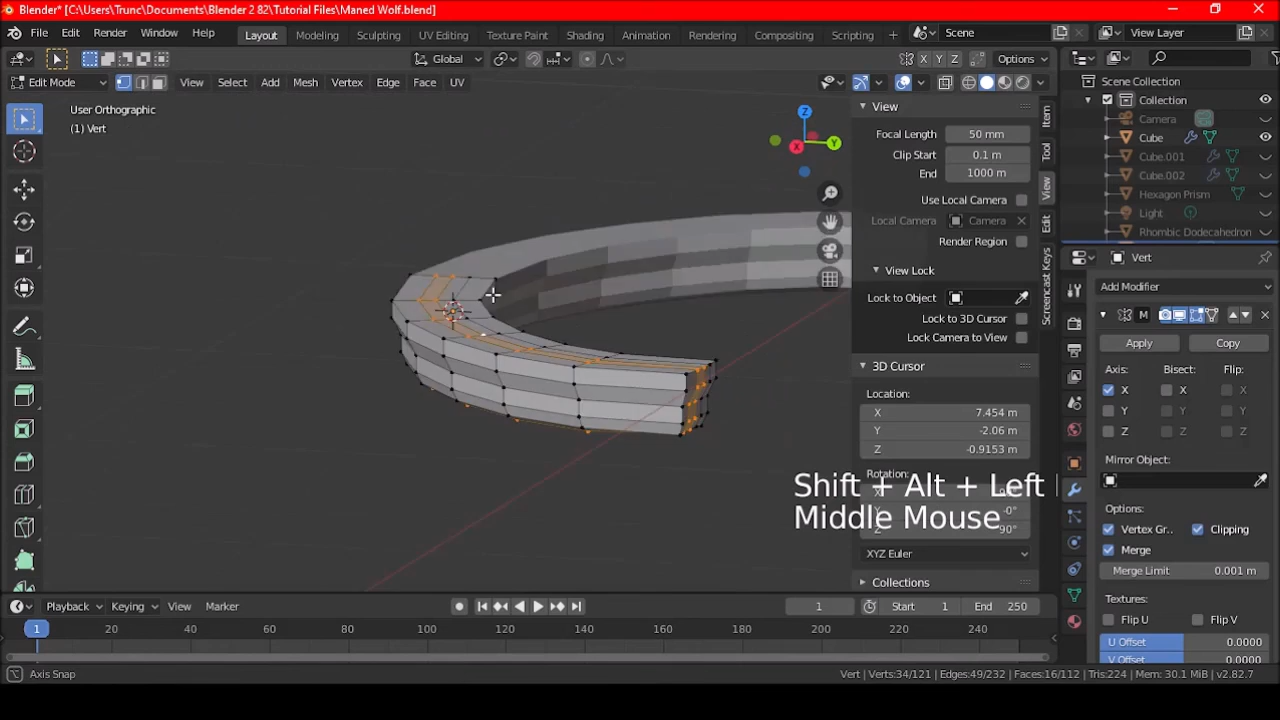 Blender* [C:\Users\Trunc\Documents\Blender 2 82\Tutorial Files\Maned Wolf.blend]
File Edit Render Window Help Layout Modeling Sculpting UV Editing Texture Paint Shading Animation Rendering Compositing Scripting + Scene View Layer
Global X Y Z Options
Edit Mode View Select Add Mesh Vertex Edge Face UV
User Orthographic
(1) Vert
Z
Y
X
View
Focal Length 50 mm
Clip Start 0.1 m
End 1000 m
Use Local Camera
Local Camera Camera
Render Region
View Lock
Lock to Object
Lock to 3D Cursor
Lock Camera to View
3D Cursor
Location:
X 7.454 m
Y -2.06 m
Z -0.9153 m
Rotation:
X
Y -0°
Z 90°
XYZ Euler
Collections
Item
Tool
View
Edit
Screencast Keys
Shift + Alt + Left
Middle Mouse
Scene Collection
Collection
Camera
Cube
Cube.001
Cube.002
Hexagon Prism
Light
Rhombic Dodecahedron
Vert
Add Modifier
M
Apply Copy
Axis: Bisect: Flip:
X X X
Y Y Y
Z Z Z
Mirror Object:
Options:
Vertex Gr.. Clipping
Merge
Merge Limit 0.001 m
Textures:
Flip U Flip V
U Offset 0.0000
V Offset 0.0000
Playback Keying View Marker 1 Start 1 End 250
1 20 40 60 80 100 120 140 160 180 200 220 240
Axis Snap
Vert | Verts:34/121 | Edges:49/232 | Faces:16/112 | Tris:224 | Mem: 30.1 MiB | v2.82.7